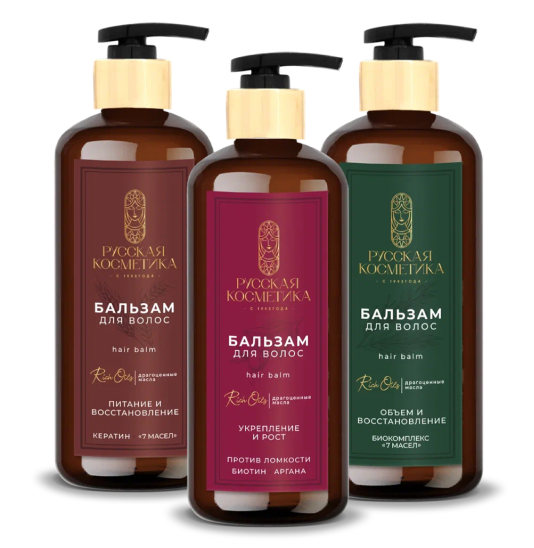 РУССКАЯ
КОСМЕТИКА
БАЛЬЗАМ
ДЛЯ ВОЛОС
hair balm
Rich Oils | драгоценные
масла
ПИТАНИЕ И
ВОССТАНОВЛЕНИЕ
КЕРАТИН «7 МАСЕЛ»
РУССКАЯ
КОСМЕТИКА
БАЛЬЗАМ
ДЛЯ ВОЛОС
hair balm
Rich Oils | драгоценные
масла
УКРЕПЛЕНИЕ
И РОСТ
ПРОТИВ ЛОМКОСТИ
БИОТИН АРГАНА
РУССКАЯ
КОСМЕТИКА
БАЛЬЗАМ
ДЛЯ ВОЛОС
hair balm
Rich Oils | драгоценные
масла
ОБЪЕМ И
ВОССТАНОВЛЕНИЕ
БИОКОМПЛЕКС
«7 МАСЕЛ»